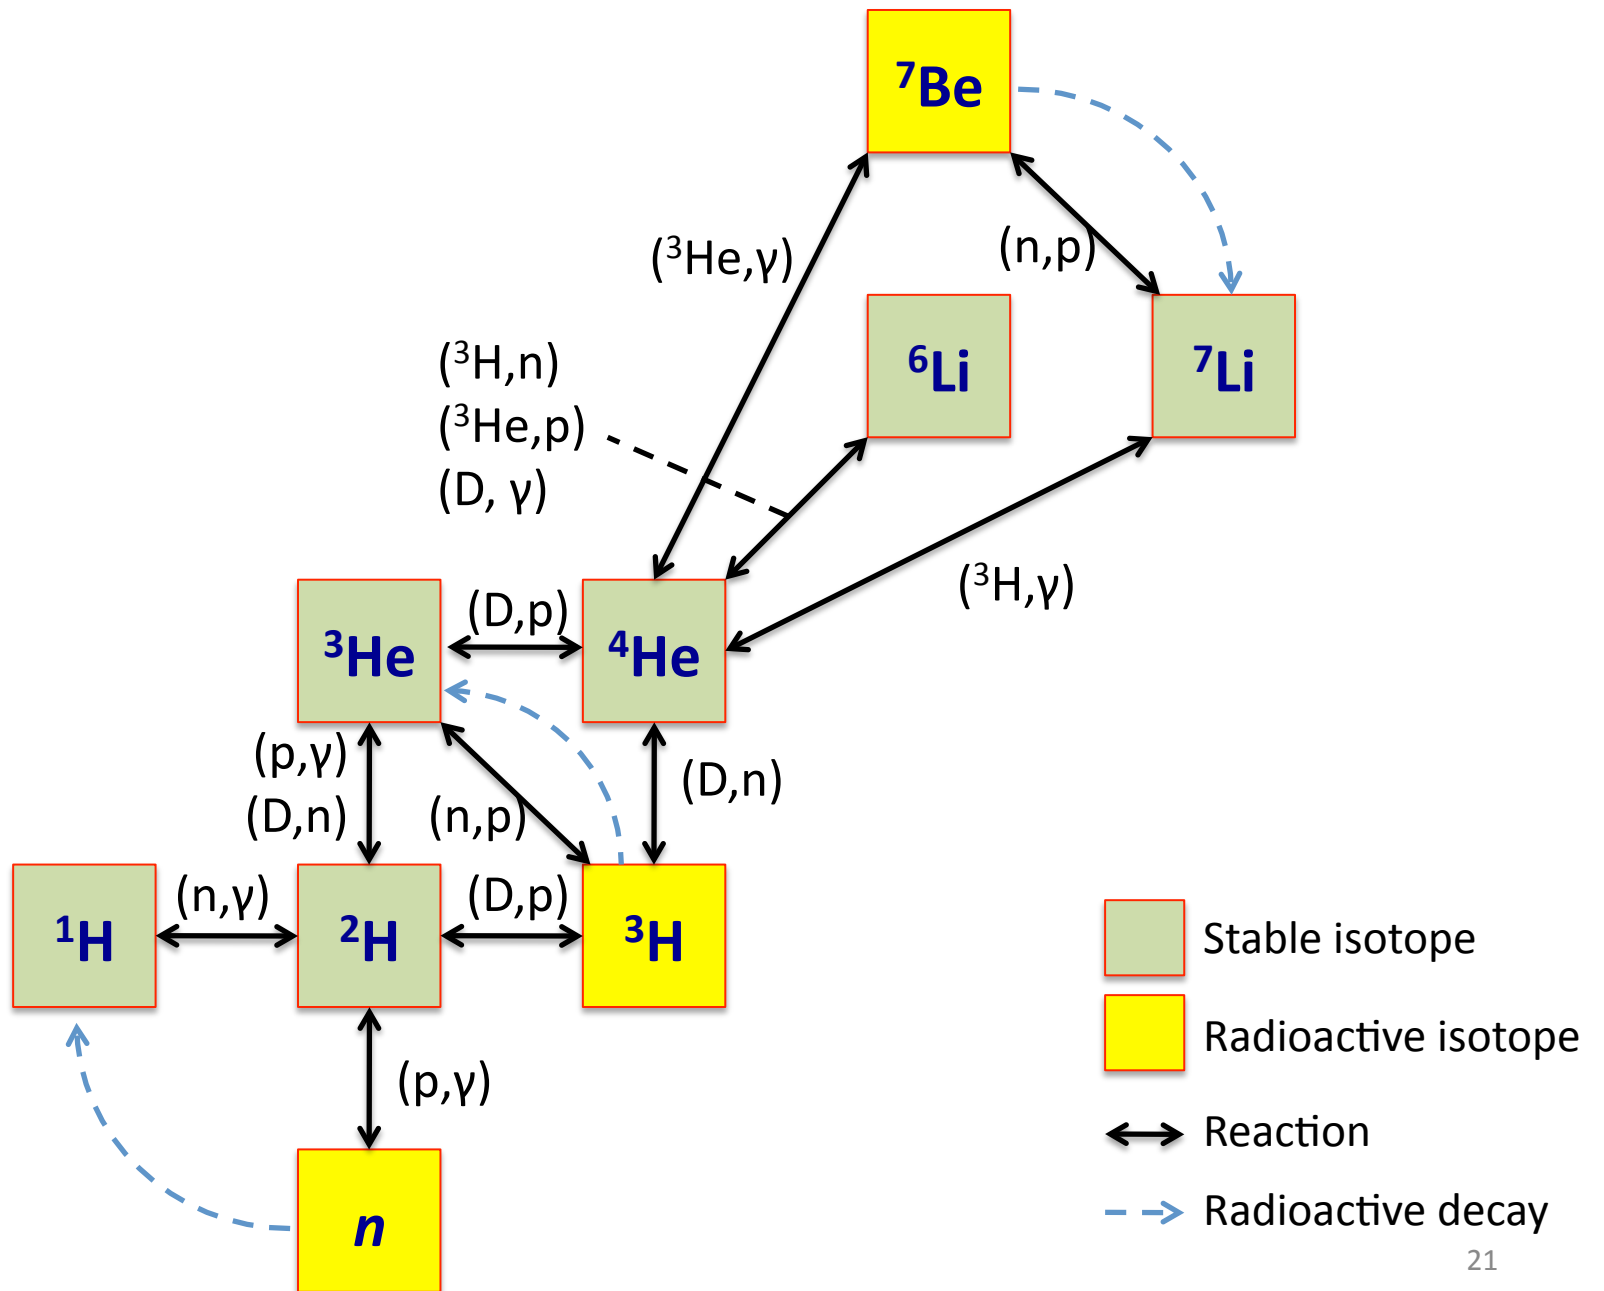 ⁷Be
(³He,γ)
(n,p)
⁶Li
⁷Li
(³H,n)
(³He,p)
(D, γ)
(³H,γ)
³He
(D,p)
⁴He
(p,γ)
(D,n)
(n,p)
(D,n)
¹H
(n,γ)
²H
(D,p)
³H
(p,γ)
n
Stable isotope
Radioactive isotope
Reaction
Radioactive decay
21